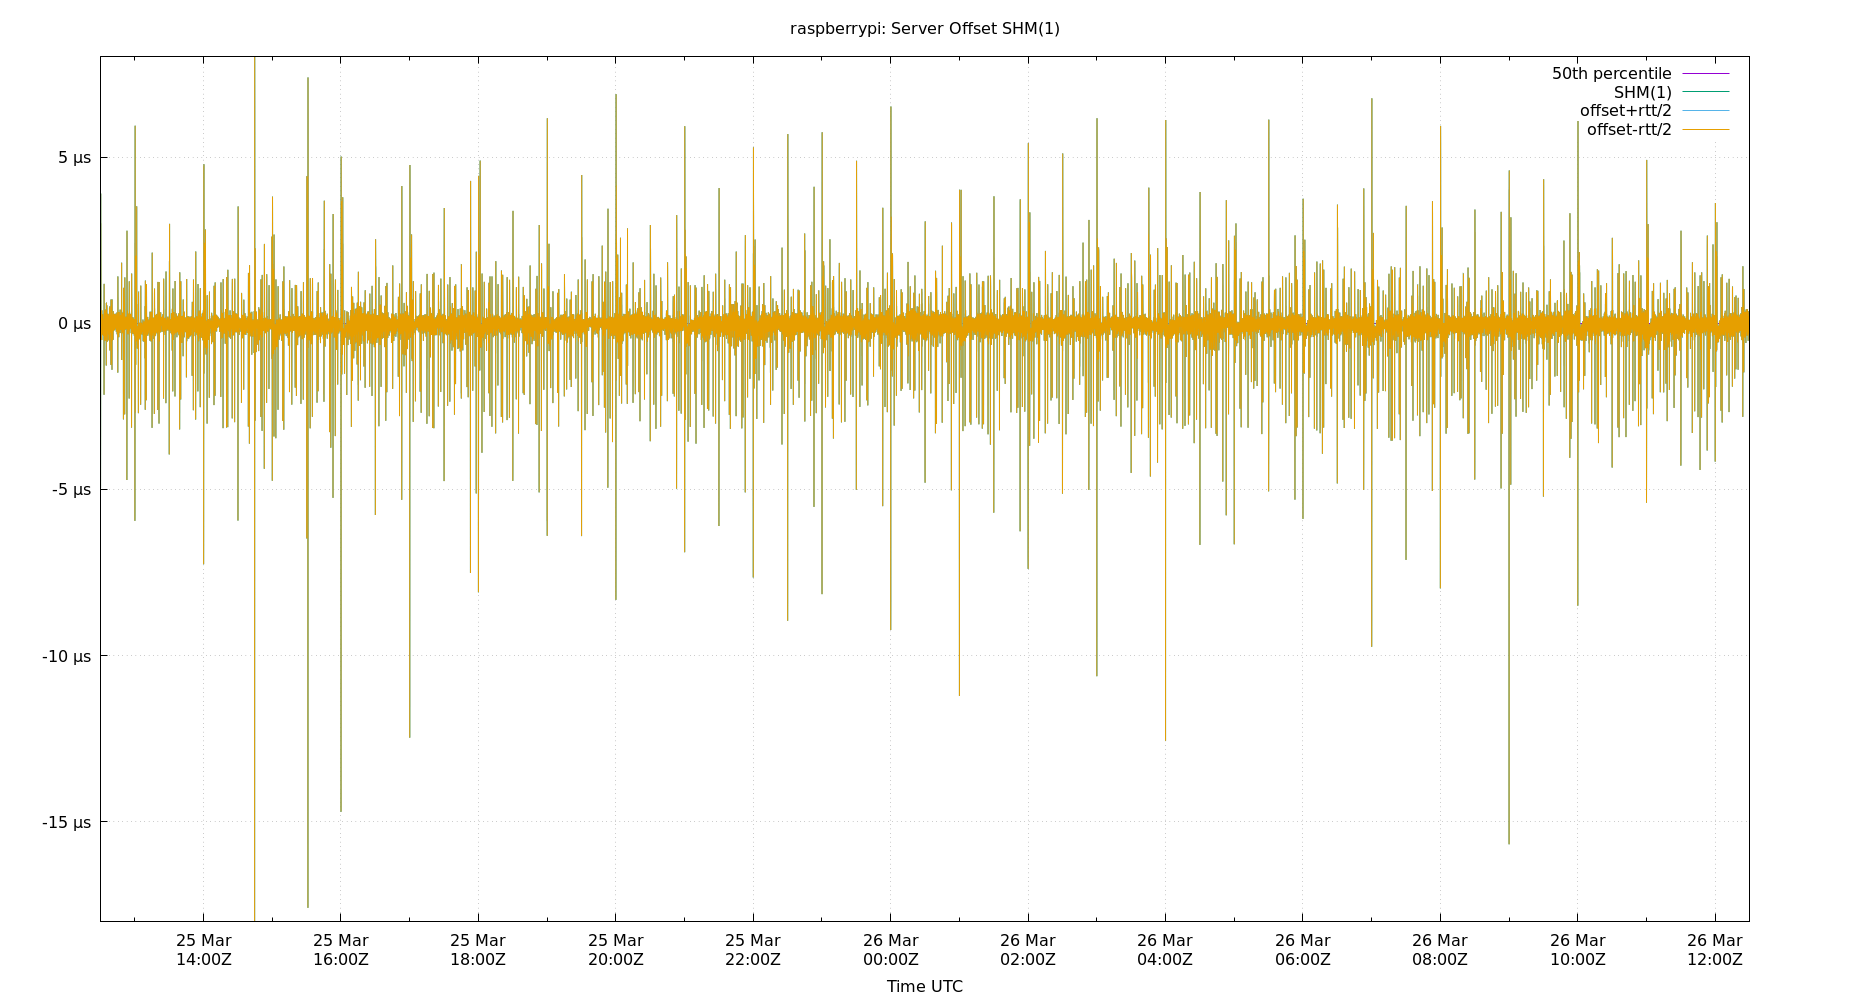 raspberrypi: Server Offset SHM(1)
50th percentile
SHM(1)
offset+rtt/2
offset-rtt/2
5 µs
0 µs
-5 µs
-10 µs
-15 µs
25 Mar 25 Mar 25 Mar 25 Mar 25 Mar 26 Mar 26 Mar 26 Mar 26 Mar 26 Mar 26 Mar 26 Mar
14:00Z 16:00Z 18:00Z 20:00Z 22:00Z 00:00Z 02:00Z 04:00Z 06:00Z 08:00Z 10:00Z 12:00Z
Time UTC